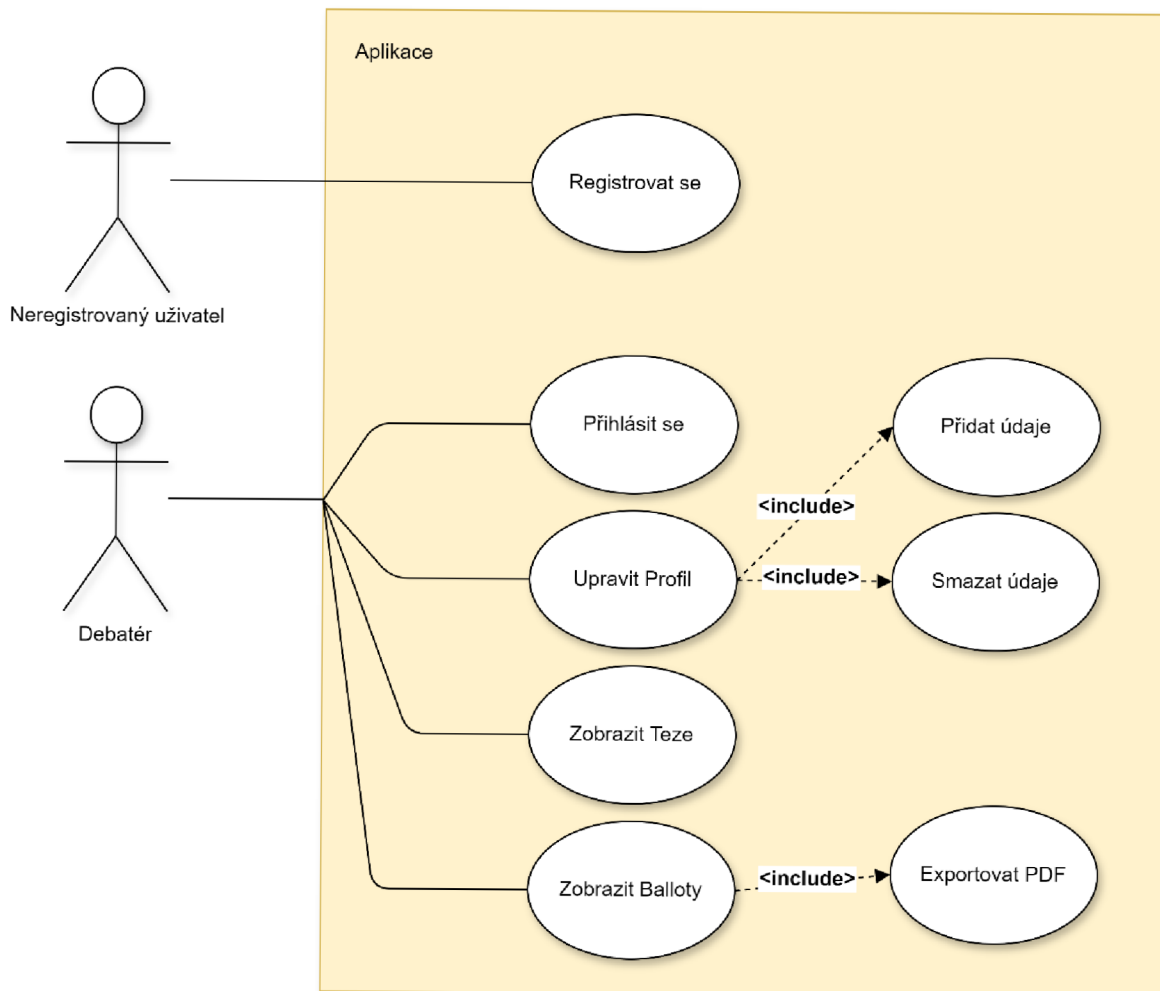 Aplikace
Registrovat se
Neregistrovaný uživatel
Přihlásit se
Přidat údaje
<include>
Upravit Profil
<include>
Smazat údaje
Debatér
Zobrazit Teze
Zobrazit Balloty
<include>
Exportovat PDF